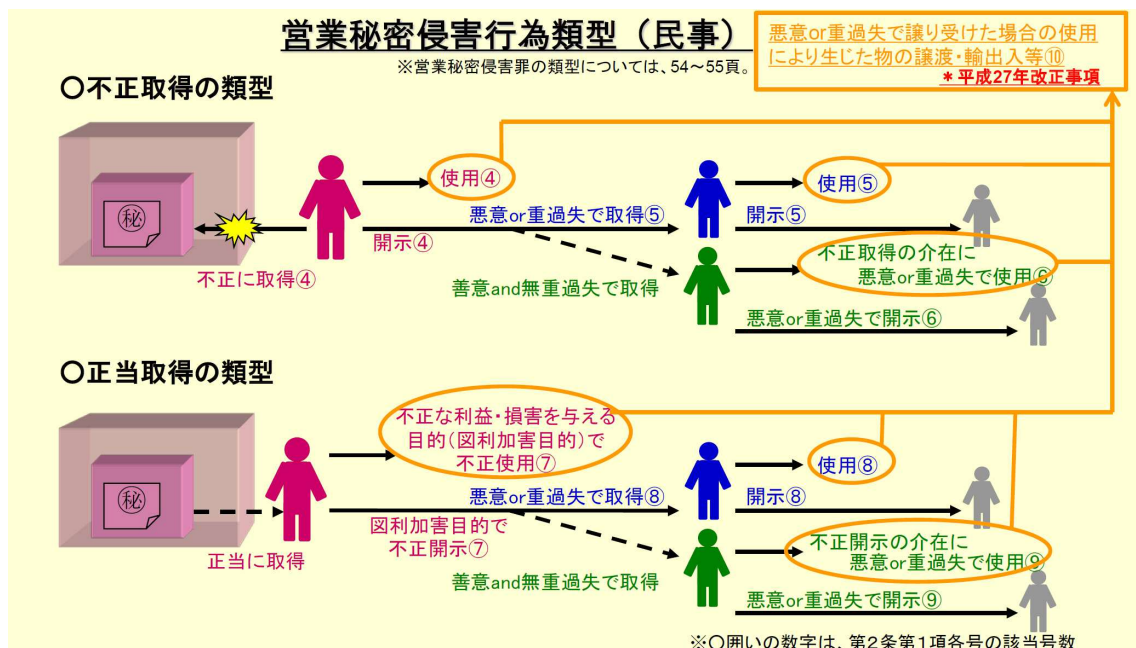 営業秘密侵害行為類型（民事）
※営業秘密侵害罪の類型については、54～55頁。
悪意or重過失で譲り受けた場合の使用
により生じた物の譲渡・輸出入等⑩
＊平成27年改正事項
〇不正取得の類型
秘
不正に取得④
使用④
開示④
悪意or重過失で取得⑤
善意and無重過失で取得
使用⑤
開示⑤
不正取得の介在に
悪意or重過失で使用⑥
悪意or重過失で開示⑥
〇正当取得の類型
秘
正当に取得
不正な利益・損害を与える
目的（図利加害目的）で
不正使用⑦
図利加害目的で
不正開示⑦
悪意or重過失で取得⑧
善意and無重過失で取得
使用⑧
開示⑧
不正開示の介在に
悪意or重過失で使用⑨
悪意or重過失で開示⑨
※〇囲いの数字は、第2条第1項各号の該当号数